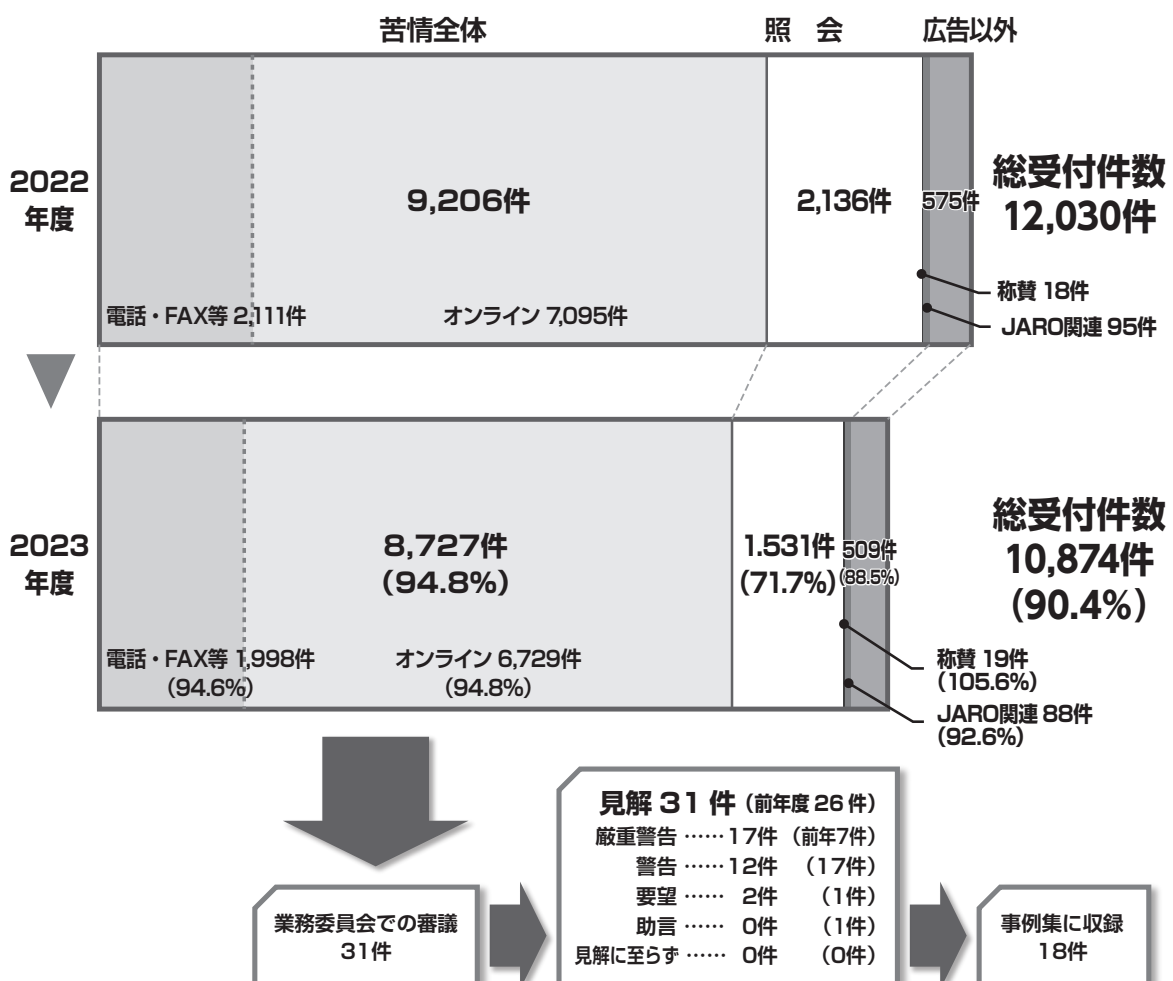 苦情全体 照 会 広告以外
2022
年度
9,206件
2,136件
575件
総受付件数
12,030件
電話・FAX等 2,111件
オンライン 7,095件
称賛 18件
JARO関連 95件
2023
年度
8,727件
(94.8%)
1.531件
(71.7%)
509件
(88.5%)
総受付件数
10,874件
(90.4%)
電話・FAX等 1,998件
(94.6%)
オンライン 6,729件
(94.8%)
称賛 19件
(105.6%)
JARO関連 88件
(92.6%)
業務委員会での審議
31件
見解 31 件 (前年度 26 件)
厳重警告 …… 17件 (前年7件)
警告 …… 12件 (17件)
要望 …… 2件 (1件)
助言 …… 0件 (1件)
見解に至らず …… 0件 (0件)
事例集に収録
18件